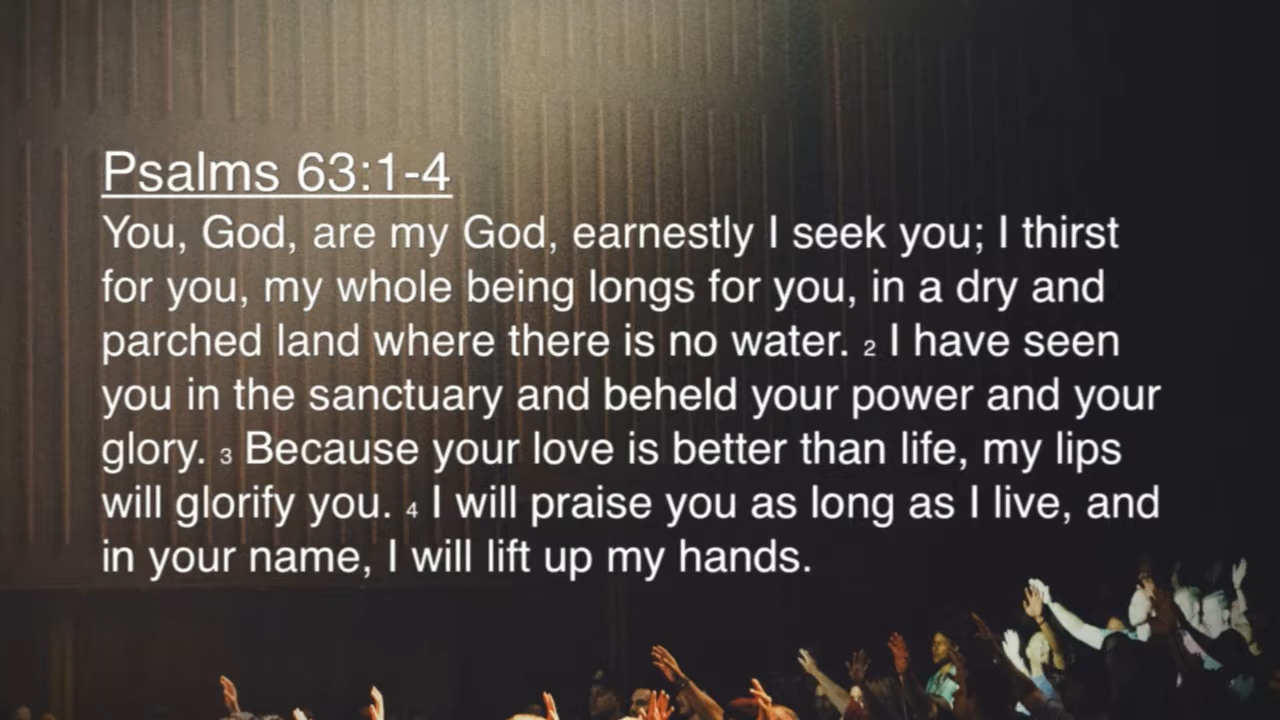 Psalms 63:1-4
You, God, are my God, earnestly I seek you; I thirst
for you, my whole being longs for you, in a dry and
parched land where there is no water. 2 I have seen
you in the sanctuary and beheld your power and your
glory. 3 Because your love is better than life, my lips
will glorify you. 4 I will praise you as long as I live, and
in your name, I will lift up my hands.